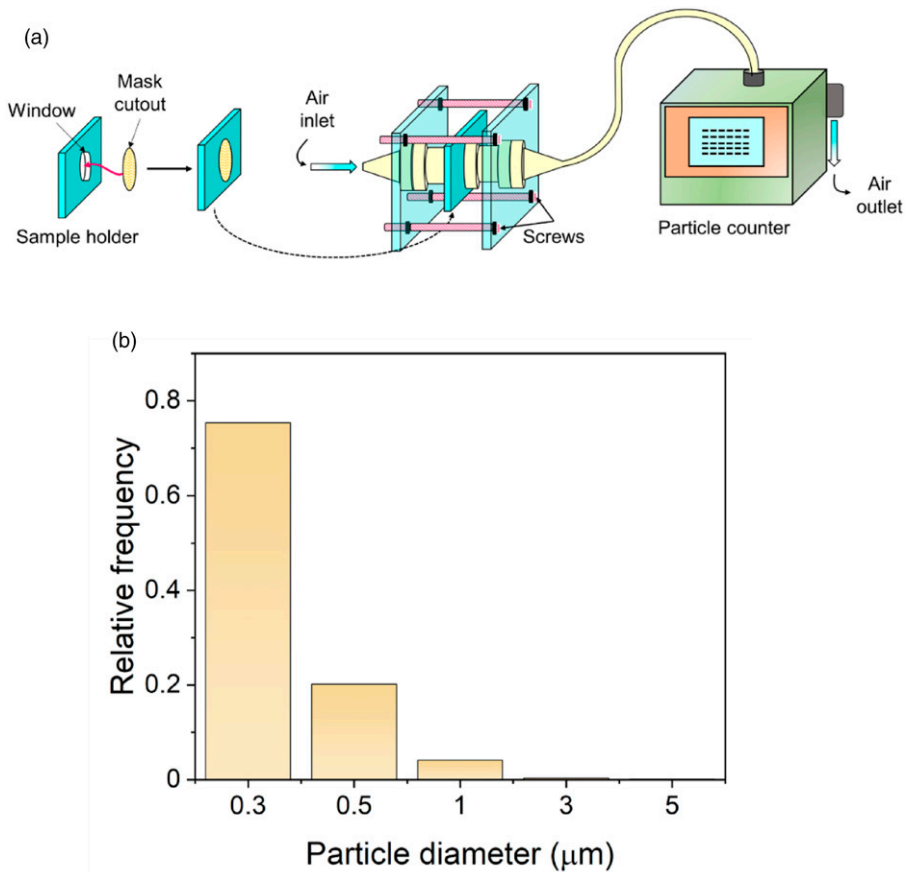 (a)
Window
Mask
cutout
Sample holder
Air
inlet
Screws
Particle counter
Air
outlet
(b)
Relative frequency
0.8
0.6
0.4
0.2
0
0.3 0.5 1 3 5
Particle diameter (μm)